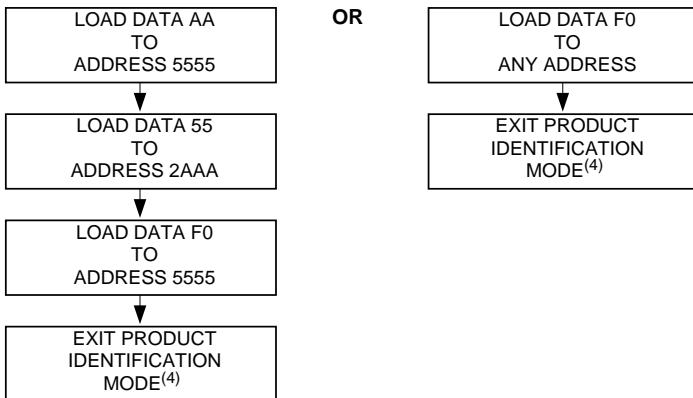 LOAD DATA AA
TO
ADDRESS 5555
LOAD DATA 55
TO
ADDRESS 2AAA
LOAD DATA F0
TO
ADDRESS 5555
EXIT PRODUCT
IDENTIFICATION
MODE(4)
OR
LOAD DATA F0
TO
ANY ADDRESS
EXIT PRODUCT
IDENTIFICATION
MODE(4)